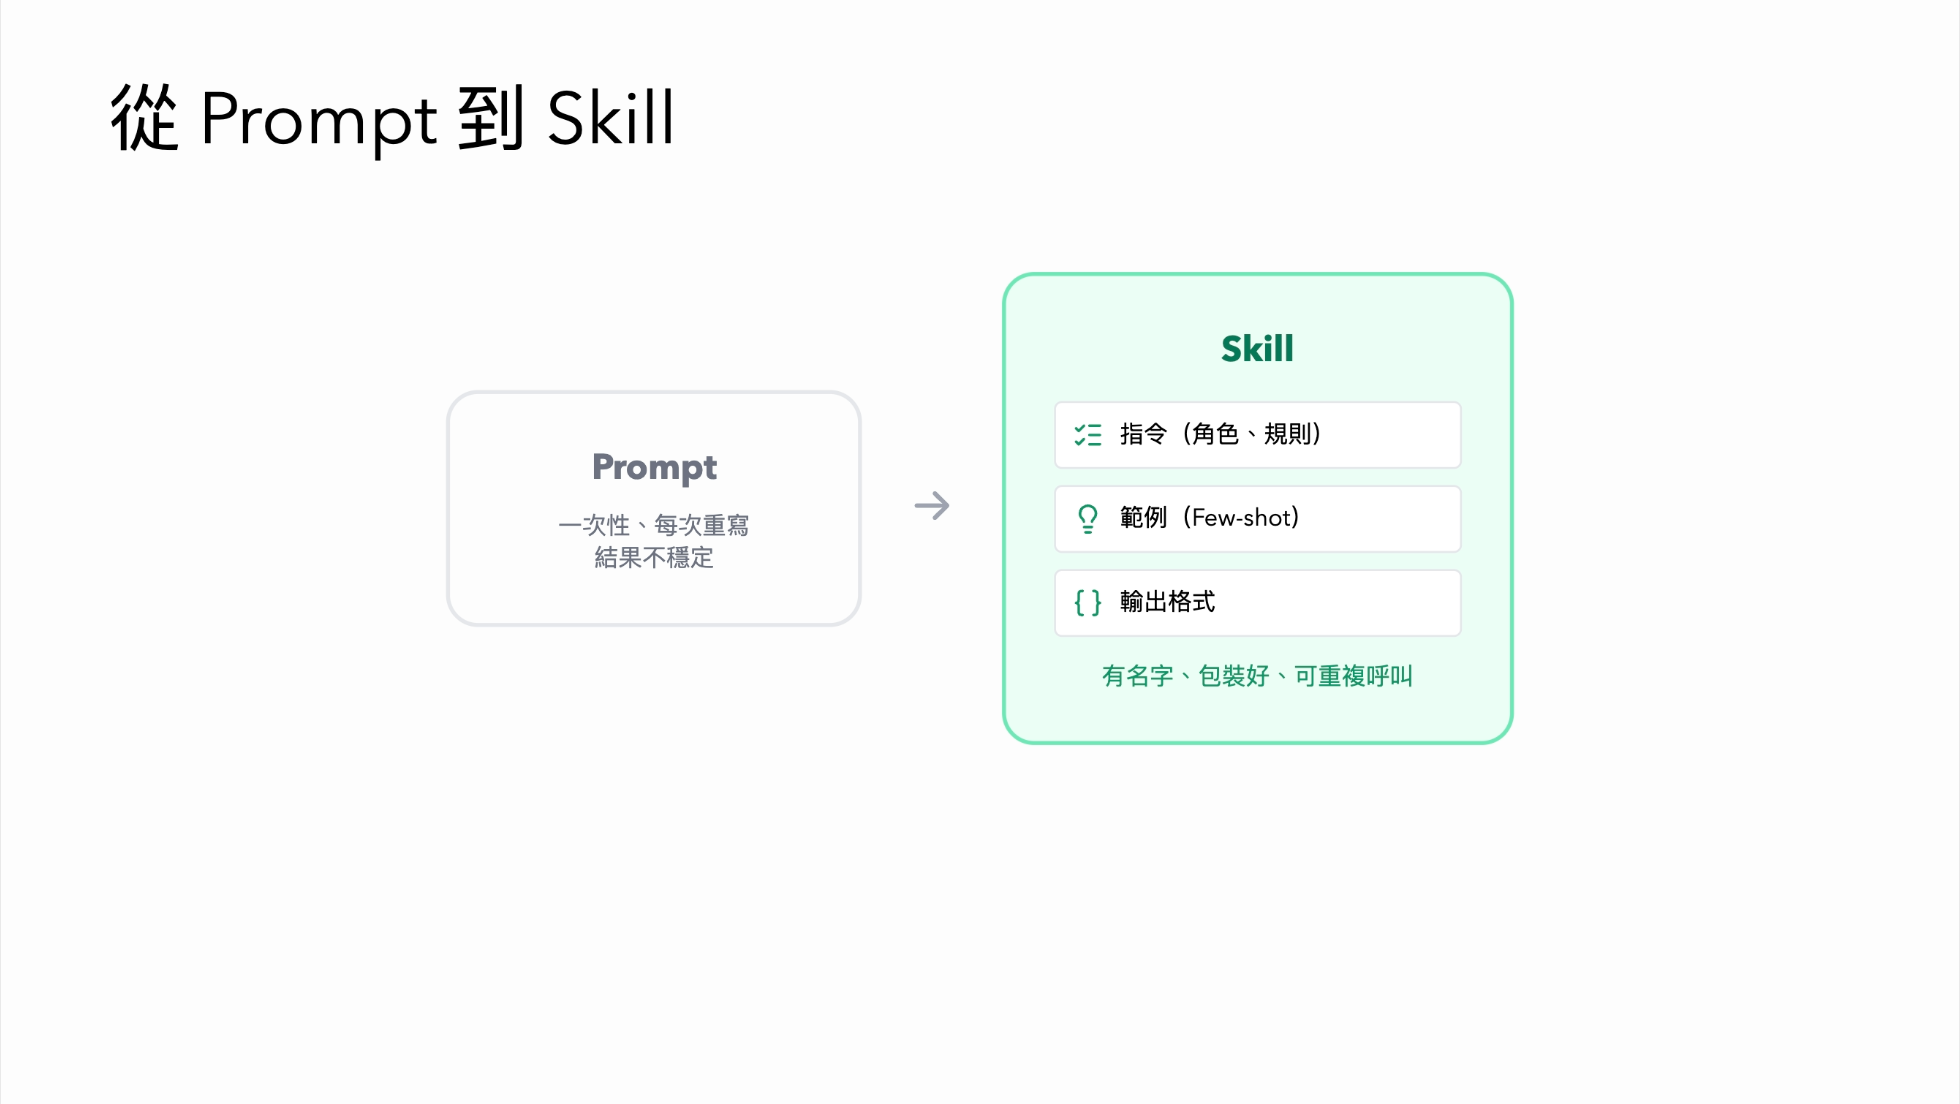 從 Prompt 到 Skill
Prompt
一次性、每次重寫
結果不穩定
Skill
指令（角色、規則）
範例（Few-shot）
輸出格式
有名字、包裝好、可重複呼叫